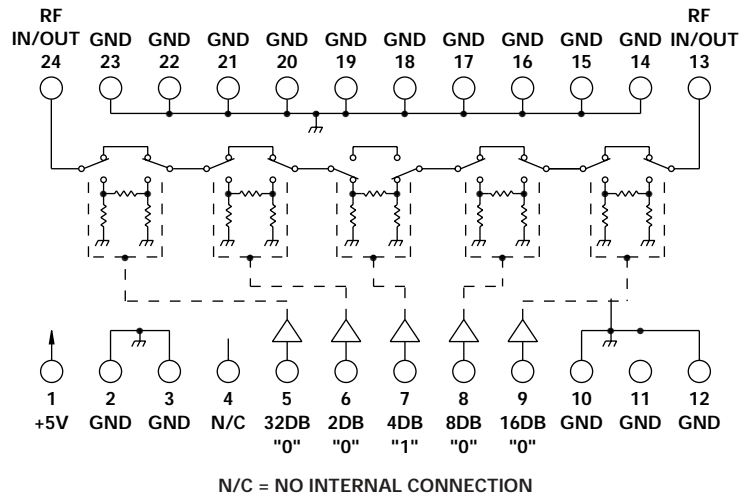 RF RF
IN/OUT GND GND GND GND GND GND GND GND GND GND IN/OUT
24 23 22 21 20 19 18 17 16 15 14 13
1 2 3 4 5 6 7 8 9 10 11 12
+5V GND GND N/C 32DB 2DB 4DB 8DB 16DB GND GND GND
"0" "0" "1" "0" "0"
N/C = NO INTERNAL CONNECTION